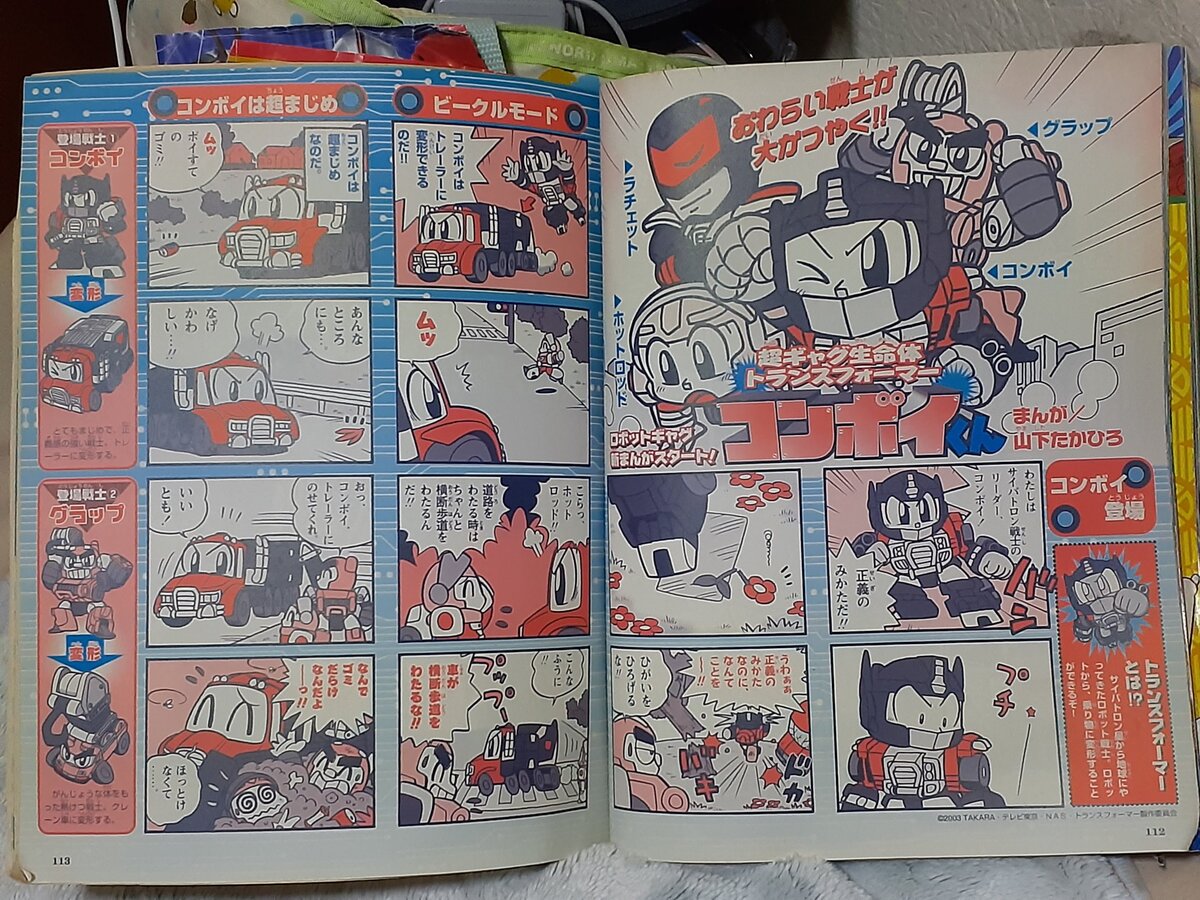 おわらい戦士が
大かつやく!!
グラップ
ラチェット
コンボイ
ホットロッド
超ギャグ生命体
トランスフォーマー
コンボイくん
ロボットギャグ
新まんがスタート!
まんが/
山下たかひろ
コンボイ
登場
わたしは
サイバトロン戦士の
リーダー、
コンボイ!
正義の
みかただ!!
バン
トランスフォーマー
とは!?
サイバトロン星から地球にや
ってきたロボット戦士。ロボッ
トから、乗り物に変形すること
ができるぞ!
プチ
うわぁぁ
正義の
みかた
なのに、
なんて
ことを
〜!!
ひがいを
ひろげる
な!!
バキ
ドカ
©2003 TAKARA・テレビ東京・NAS・トランスフォーマー製作委員会
112
ビークルモード
コンボイは
トレーラーに
変形できる
のだ!!
ムッ
こらっ、
ホット
ロッド!!
道路を
わたる時は
ちゃんと
横断歩道を
わたるん
だ!!
こんな
ふうに
な!!
プップー
車が
横断歩道を
わたるな!!
コンボイは超まじめ
コンボイは
超まじめ
なのだ。
ムッ
ポイすて
の
ゴミ!!
あんな
ところ
にも…。
なげ
かわ
しい…!!
おっ、
コンボイ、
トレーラーに
のせてくれ。
いい
とも!
なんで
ゴミ
だらけ
なんだよ
ーっ!!
ほっとけ
なくて
……。
登場戦士1
コンボイ
変形
とてもまじめで、正
義感の強い戦士。トレ
ーラーに変形する。
登場戦士2
グラップ
変形
がんじょうな体をも
った熱けつ戦士。クレ
ーン車に変形する。
113